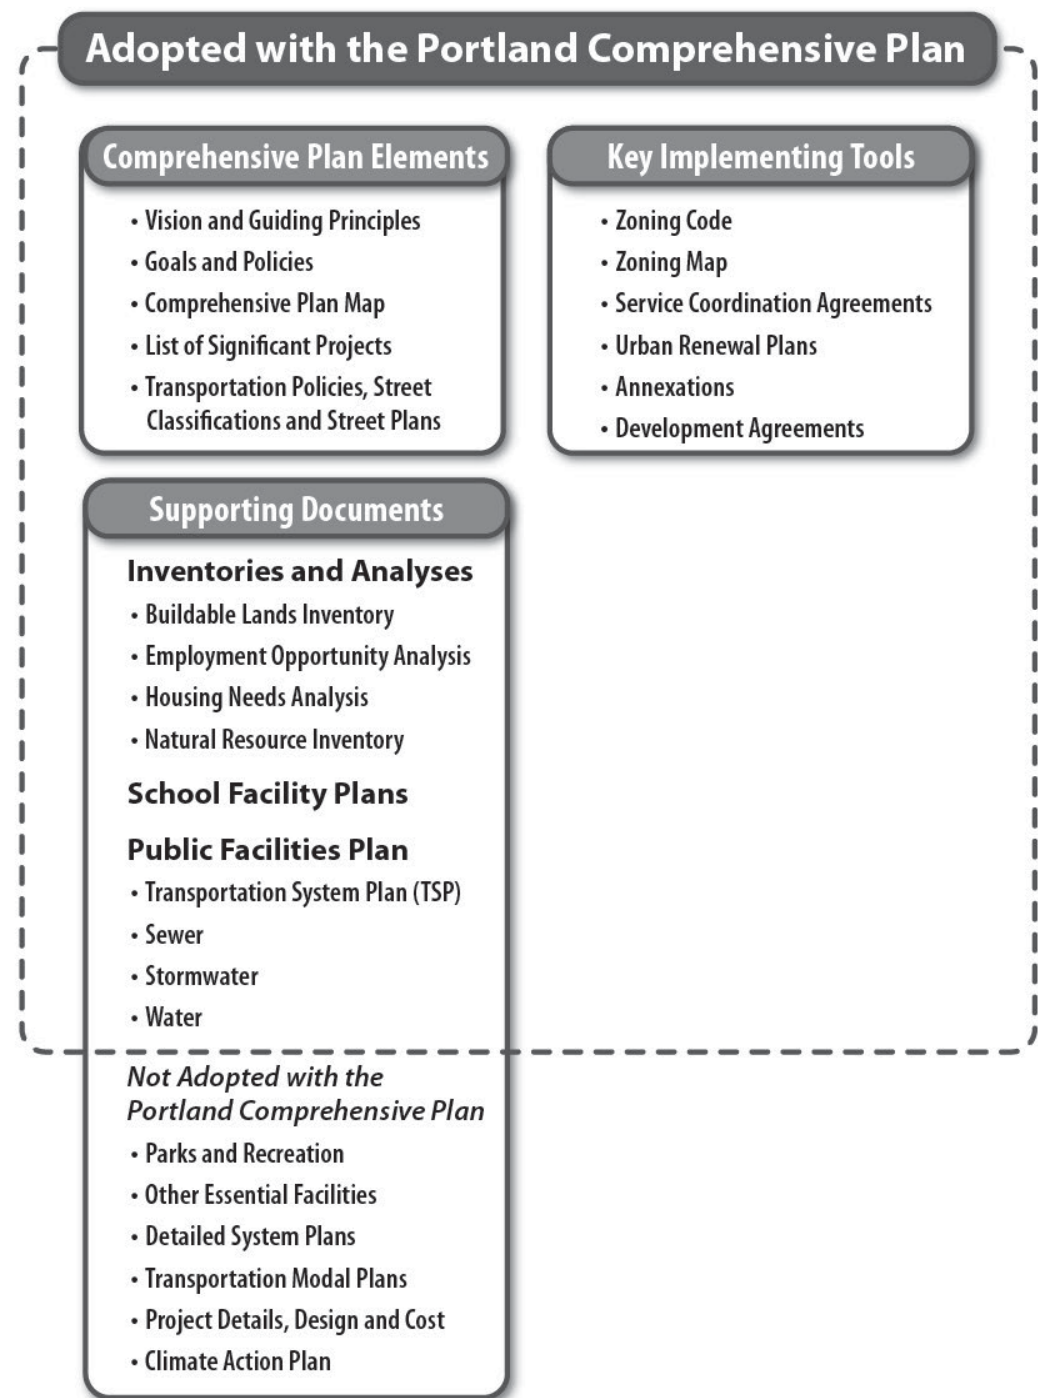 Adopted with the Portland Comprehensive Plan
Comprehensive Plan Elements
• Vision and Guiding Principles
• Goals and Policies
• Comprehensive Plan Map
• List of Significant Projects
• Transportation Policies, Street
Classifications and Street Plans
Key Implementing Tools
• Zoning Code
• Zoning Map
• Service Coordination Agreements
• Urban Renewal Plans
• Annexations
• Development Agreements
Supporting Documents
Inventories and Analyses
• Buildable Lands Inventory
• Employment Opportunity Analysis
• Housing Needs Analysis
• Natural Resource Inventory
School Facility Plans
Public Facilities Plan
• Transportation System Plan (TSP)
• Sewer
• Stormwater
• Water
Not Adopted with the
Portland Comprehensive Plan
• Parks and Recreation
• Other Essential Facilities
• Detailed System Plans
• Transportation Modal Plans
• Project Details, Design and Cost
• Climate Action Plan